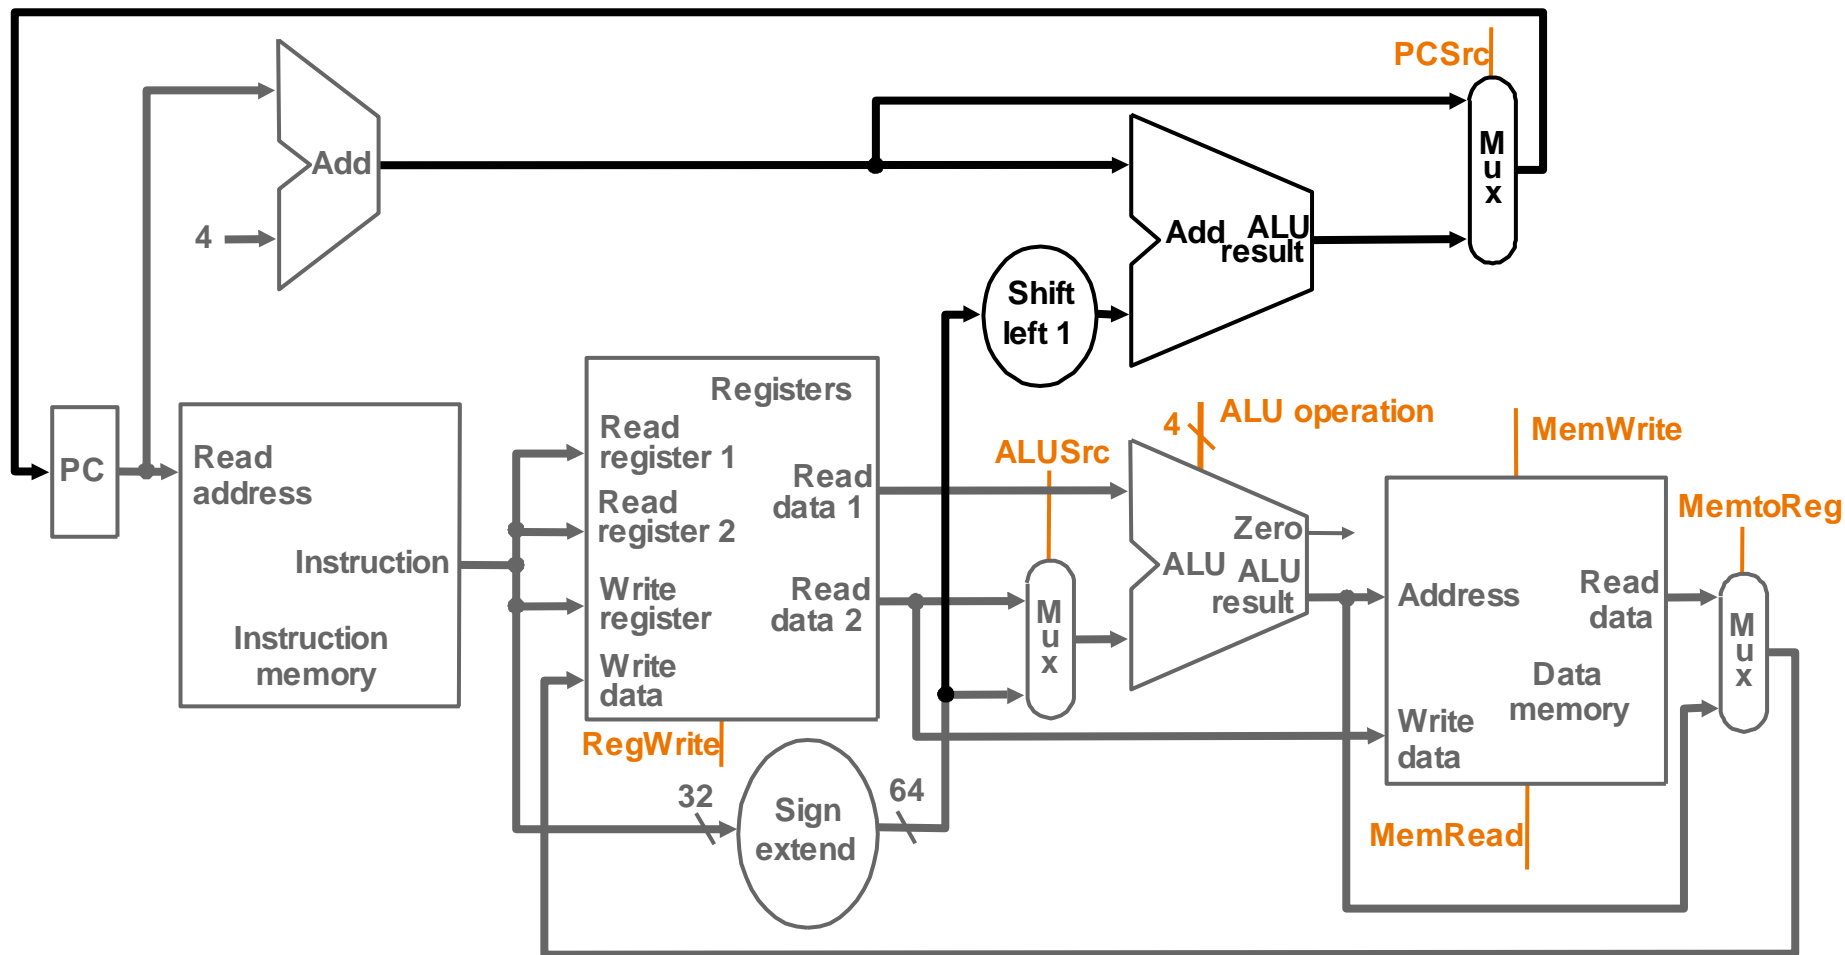 PCSrc
M
u
x
Add
4
Add
ALU
result
Shift
left 1
PC
Read
address
Instruction
Instruction
memory
Registers
Read
register 1
Read
register 2
Write
register
Write
data
Read
data 1
Read
data 2
RegWrite
32
Sign
extend
64
ALUSrc
M
u
x
4
ALU operation
Zero
ALU
ALU
result
MemWrite
Address
Read
data
Data
memory
Write
data
MemRead
MemtoReg
M
u
x